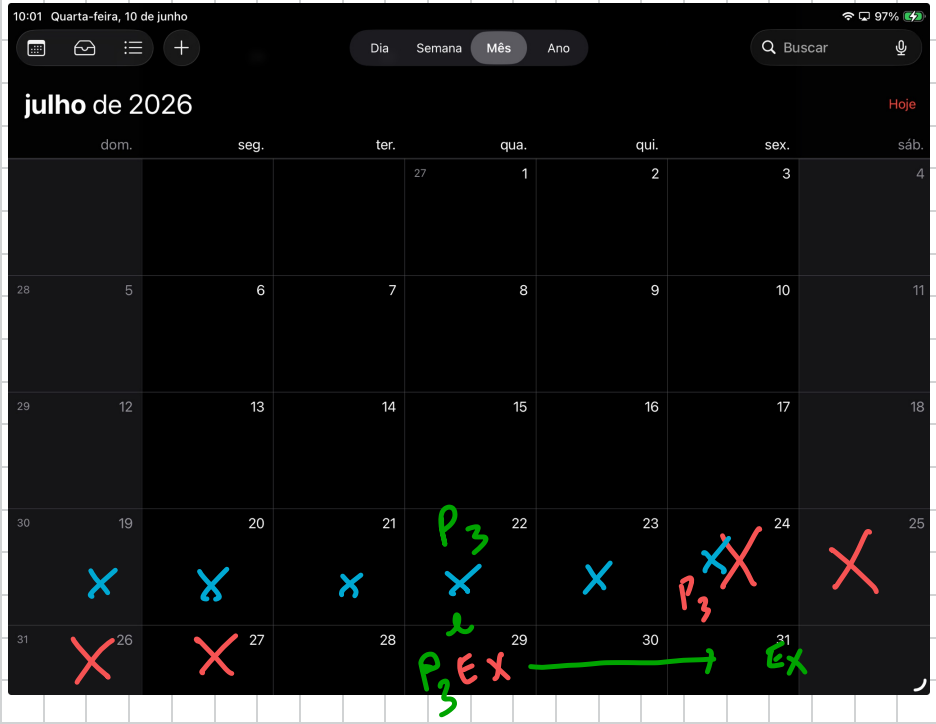 10:01 Quarta-feira, 10 de junho 97%
Dia Semana Mês Ano Buscar
julho de 2026 Hoje
dom. seg. ter. qua. qui. sex. sáb.
27 1 2 3 4
28 5 6 7 8 9 10 11
29 12 13 14 15 16 17 18
30 19 20 21 22 23 24 25
P3
X X X X X X X X
P3
e
31 26 27 28 29 30 31
X X P3 EX EX